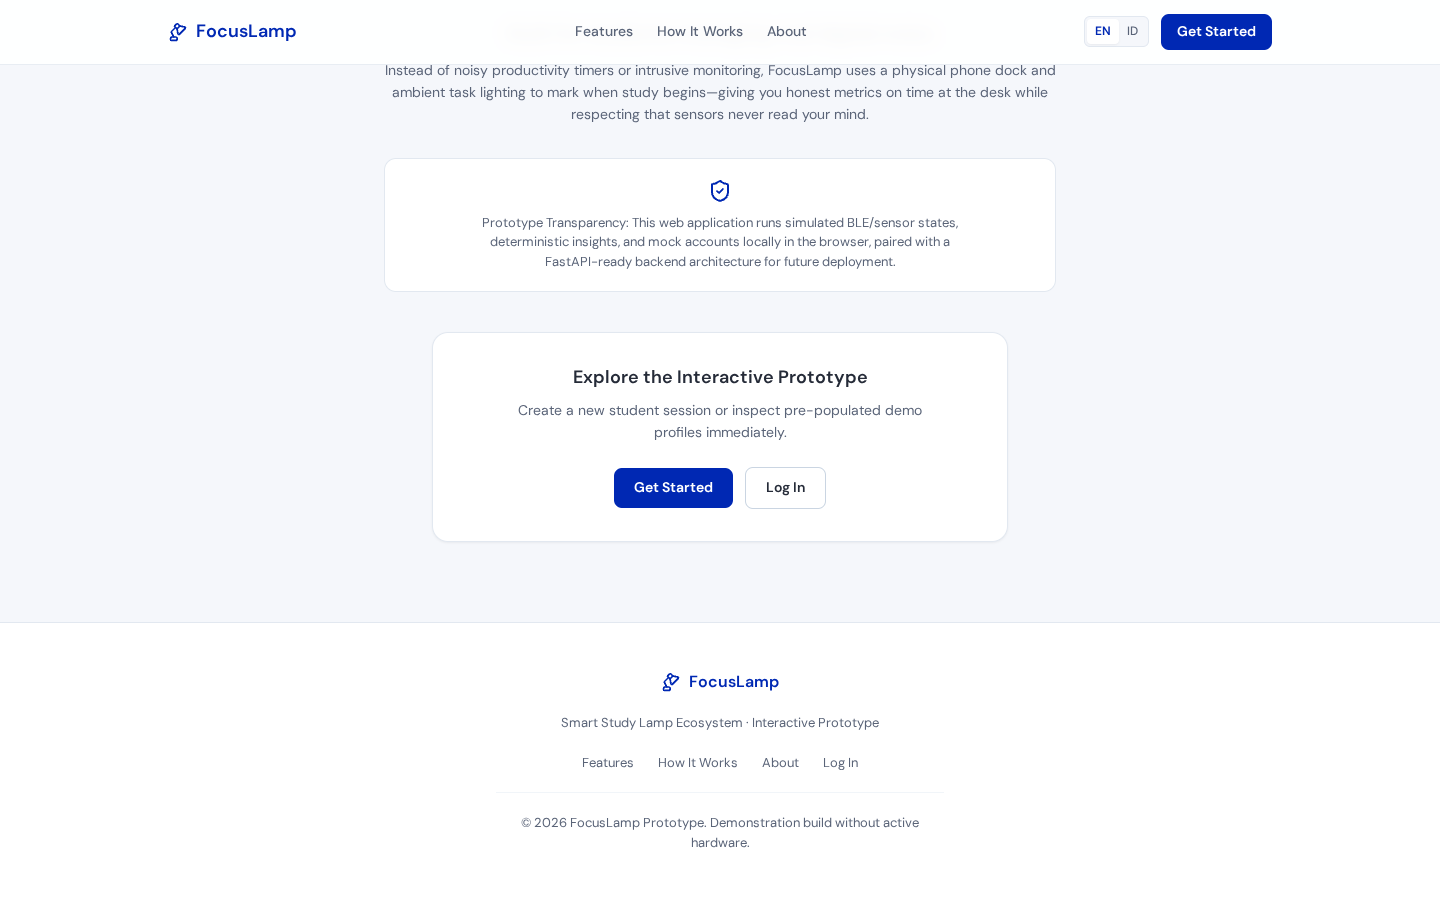 FocusLamp
Features
How It Works
About
EN
ID
Get Started
Instead of noisy productivity timers or intrusive monitoring, FocusLamp uses a physical phone dock and
ambient task lighting to mark when study begins—giving you honest metrics on time at the desk while
respecting that sensors never read your mind.
Prototype Transparency: This web application runs simulated BLE/sensor states,
deterministic insights, and mock accounts locally in the browser, paired with a
FastAPI-ready backend architecture for future deployment.
Explore the Interactive Prototype
Create a new student session or inspect pre-populated demo
profiles immediately.
Get Started
Log In
FocusLamp
Smart Study Lamp Ecosystem · Interactive Prototype
Features
How It Works
About
Log In
© 2026 FocusLamp Prototype. Demonstration build without active
hardware.